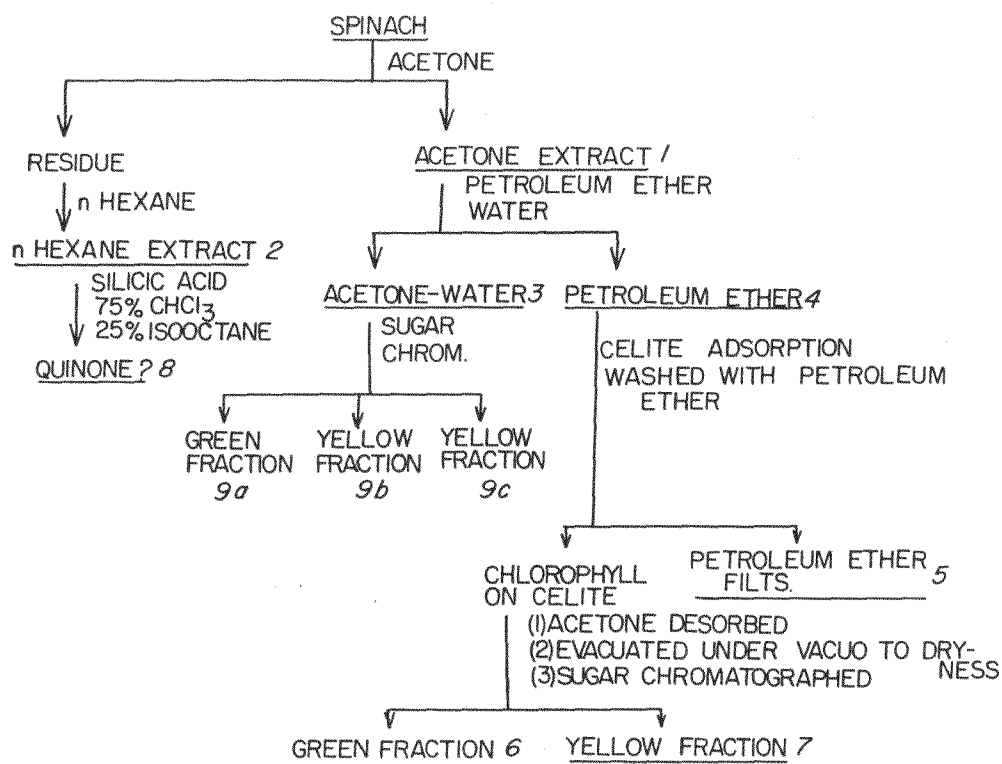 SPINACH
ACETONE
RESIDUE
n HEXANE
n HEXANE EXTRACT 2
SILICIC ACID
75% CHCl3
25% ISOOCTANE
QUINONE? 8
ACETONE EXTRACT 1
PETROLEUM ETHER
WATER
ACETONE-WATER 3
SUGAR
CHROM.
GREEN
FRACTION
9a
YELLOW
FRACTION
9b
YELLOW
FRACTION
9c
PETROLEUM ETHER 4
CELITE ADSORPTION
WASHED WITH PETROLEUM
ETHER
CHLOROPHYLL
ON CELITE
PETROLEUM ETHER
FILTS. 5
(1) ACETONE DESORBED
(2) EVACUATED UNDER VACUO TO DRY-
NESS
(3) SUGAR CHROMATOGRAPHED
GREEN FRACTION 6
YELLOW FRACTION 7